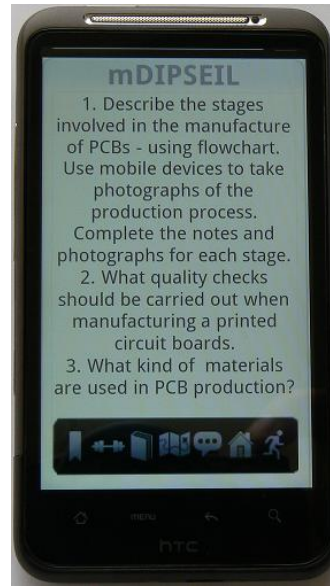 mDIPSEIL
1. Describe the stages
involved in the manufacture
of PCBs - using flowchart.
Use mobile devices to take
photographs of the
production process.
Complete the notes and
photographs for each stage.
2. What quality checks
should be carried out when
manufacturing a printed
circuit boards.
3. What kind of materials
are used in PCB production?
MENU
hTC